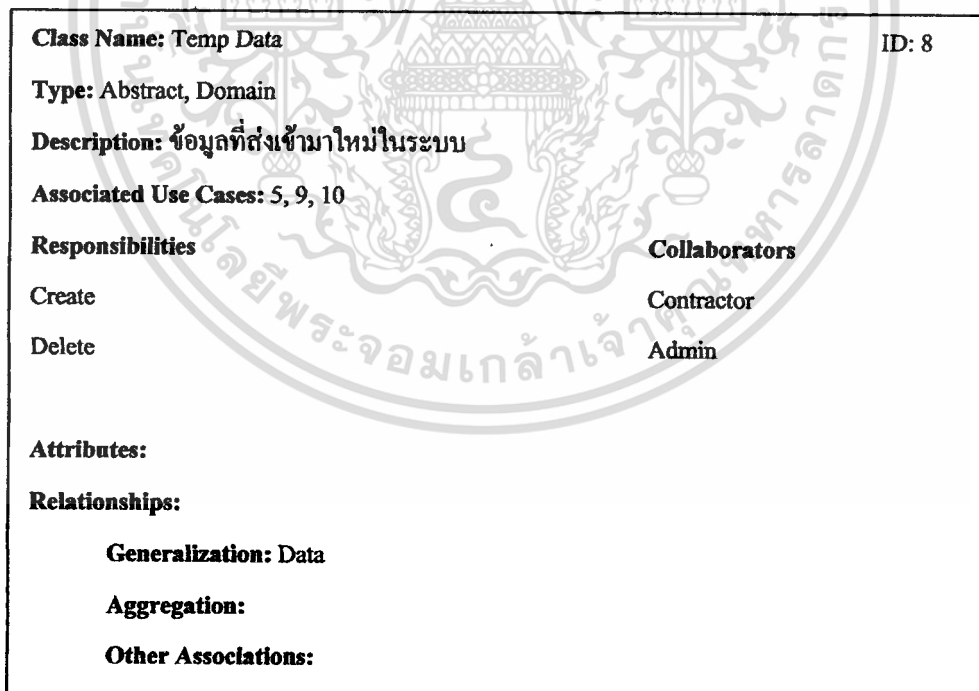 Class Name: Temp Data ID: 8
Type: Abstract, Domain
Description: ข้อมูลที่ส่งเข้ามาใหม่ในระบบ
Associated Use Cases: 5, 9, 10
Responsibilities Collaborators
Create Contractor
Delete Admin
Attributes:
Relationships:
Generalization: Data
Aggregation:
Other Associations: